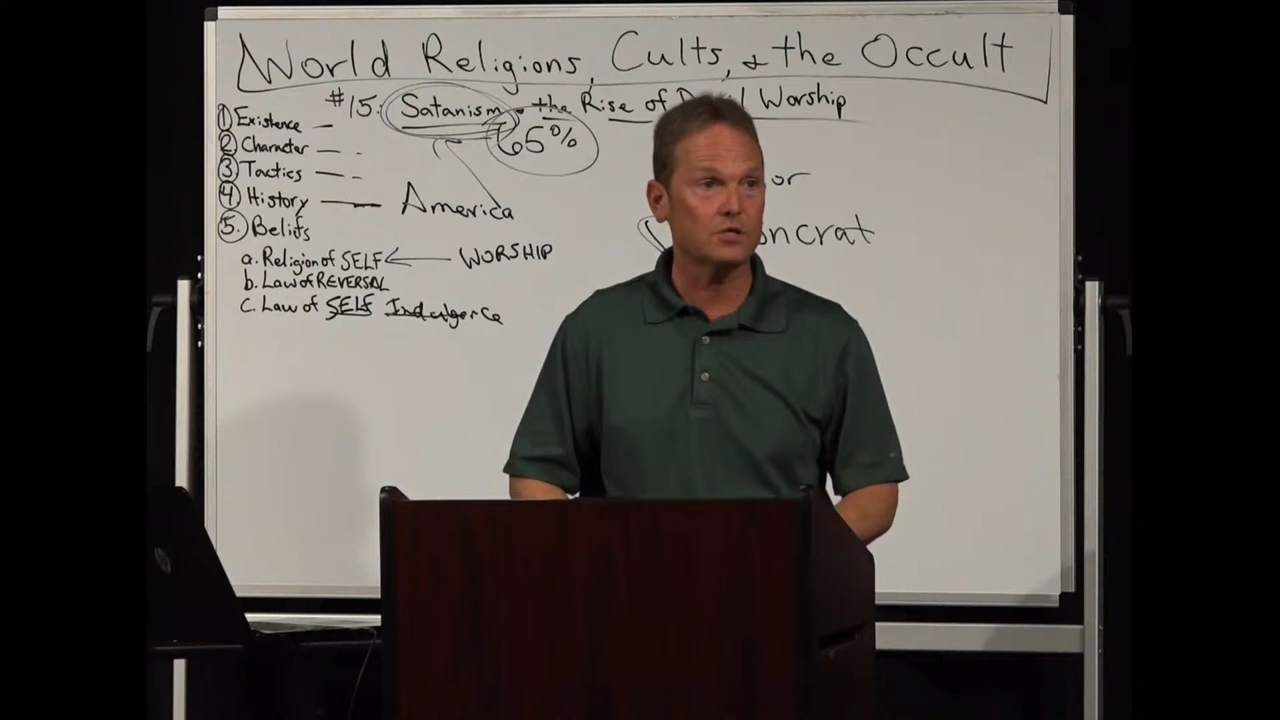 World Religions, Cults, & the Occult
#15: Satanism - the Rise of Worship
65%
① Existence —
② Character — -
③ Tactics — -
④ History —
⑤. Beliefs
America
a. Religion of SELF ← WORSHIP
b. Law of REVERSAL
c. Law of SELF Indulgence
or
oncrat